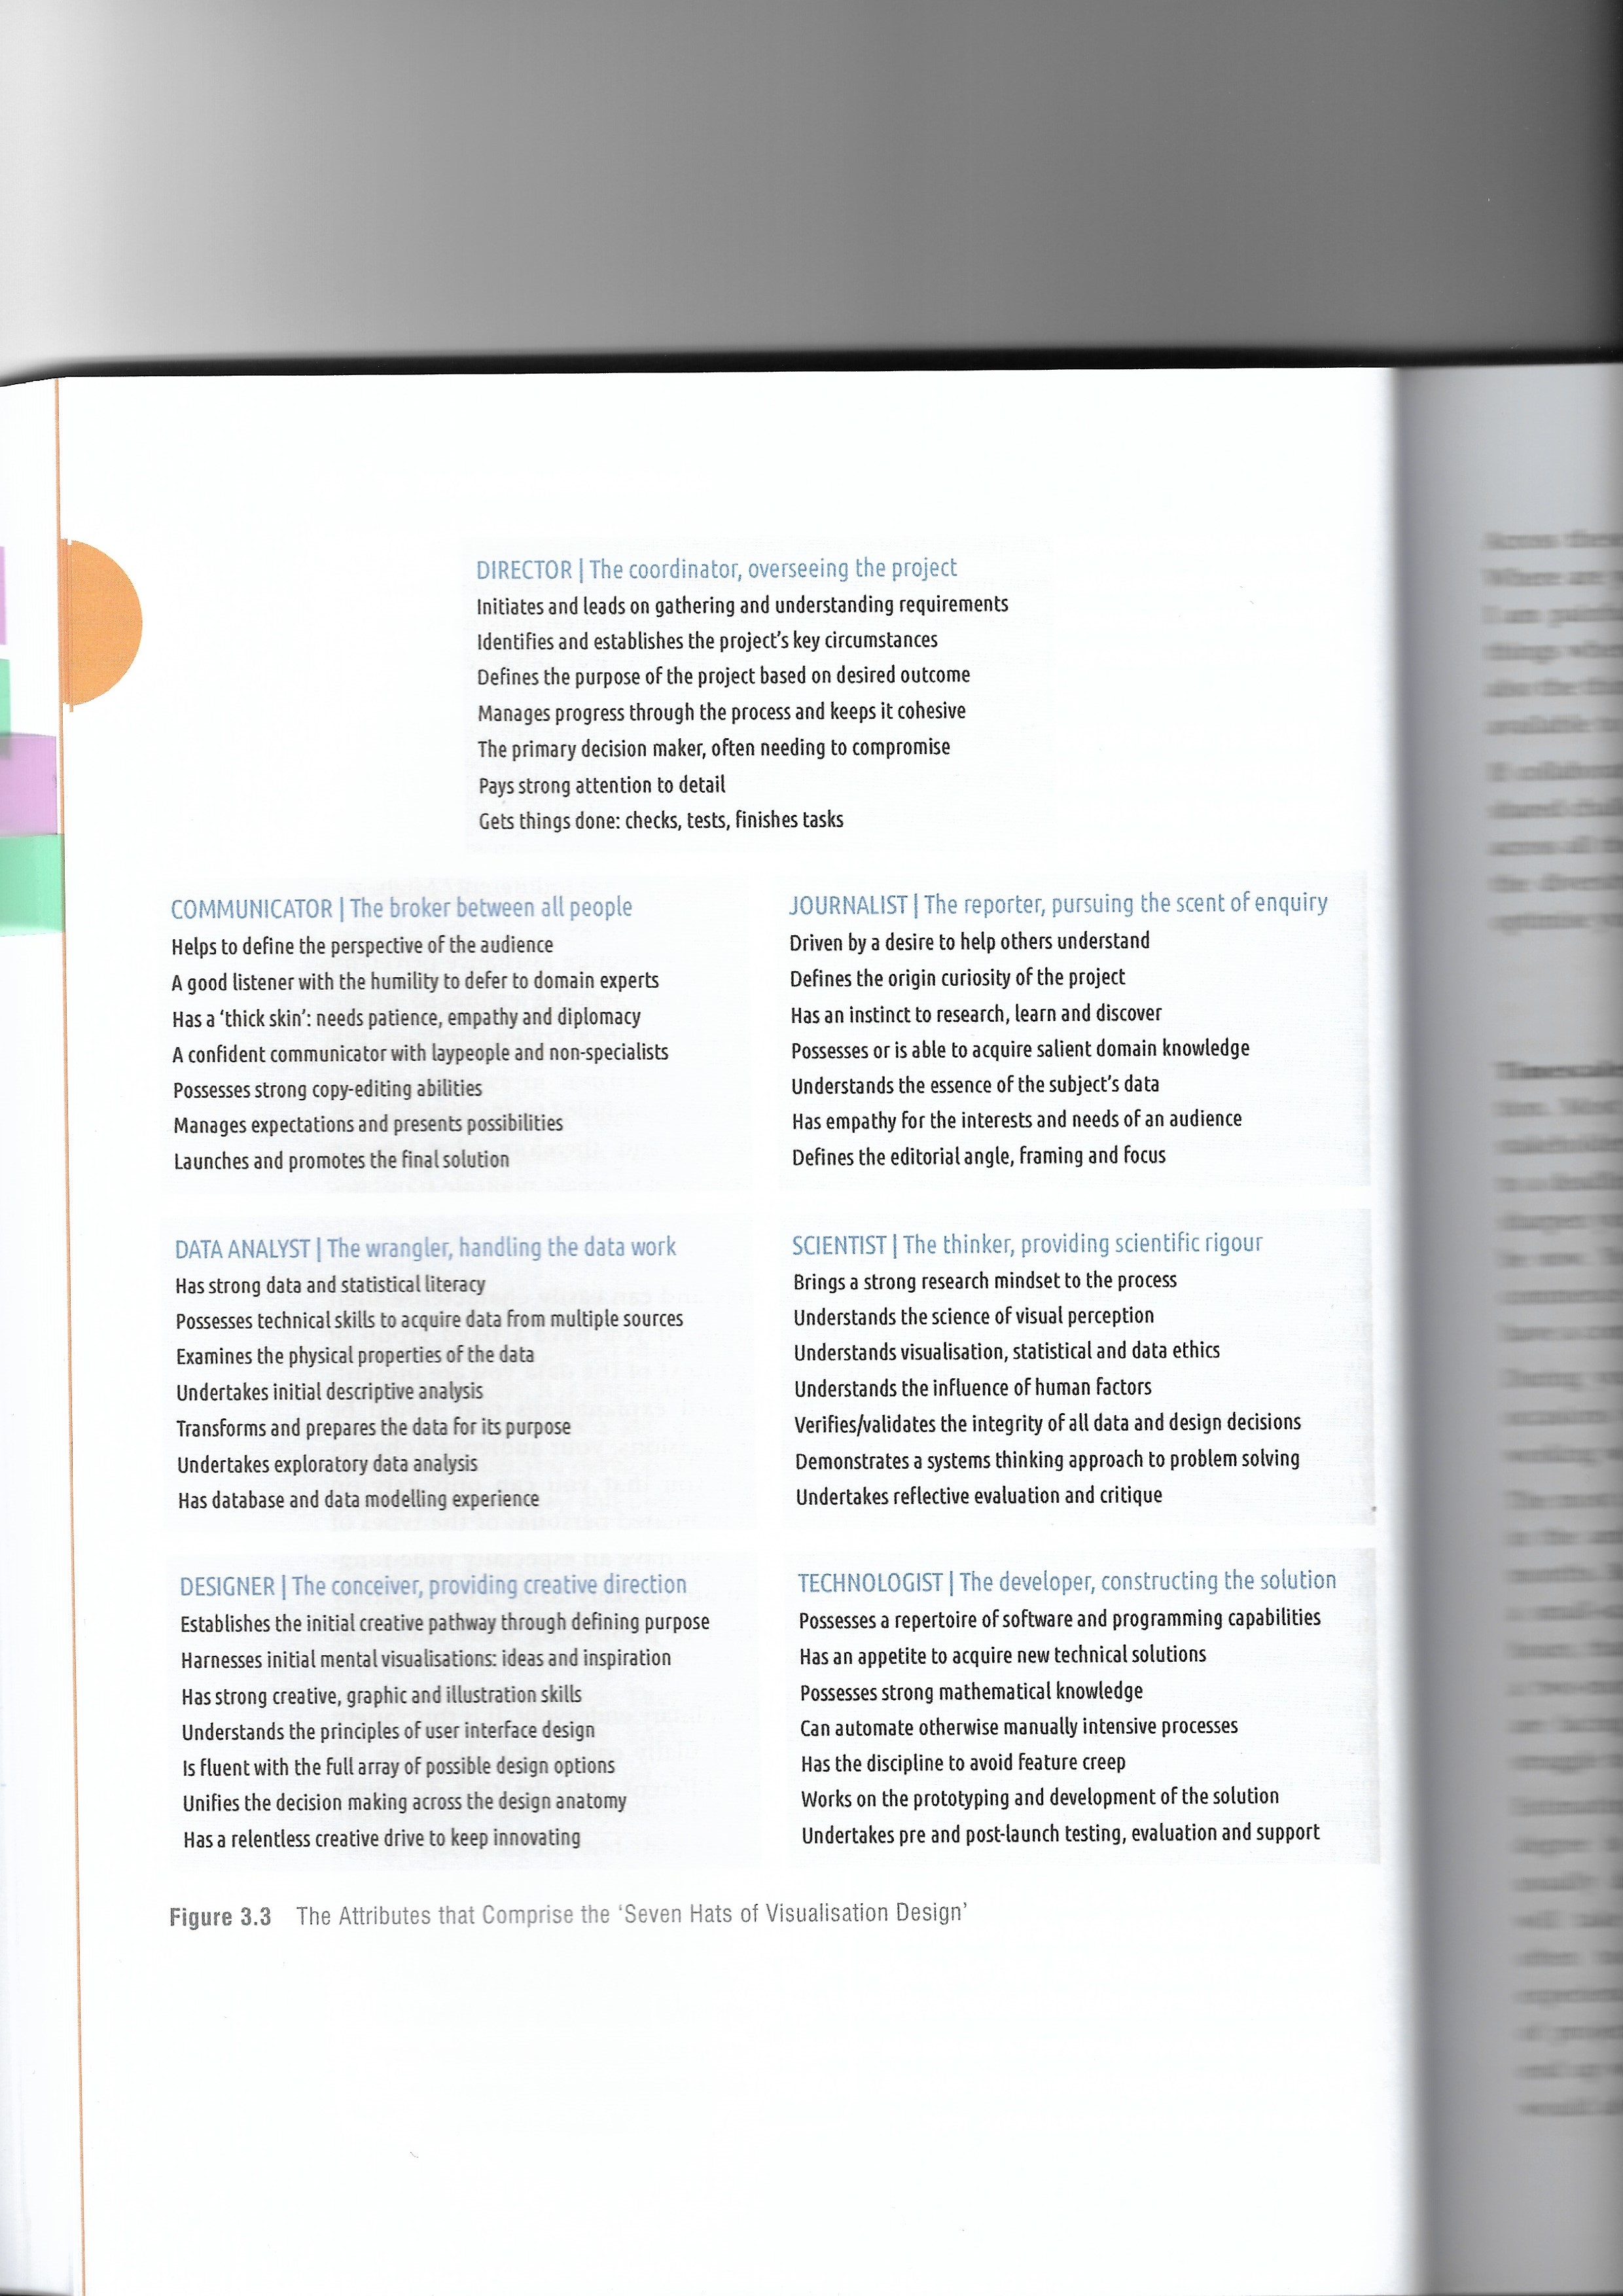 DIRECTOR | The coordinator, overseeing the project
Initiates and leads on gathering and understanding requirements
Identifies and establishes the project's key circumstances
Defines the purpose of the project based on desired outcome
Manages progress through the process and keeps it cohesive
The primary decision maker, often needing to compromise
Pays strong attention to detail
Gets things done: checks, tests, finishes tasks
COMMUNICATOR | The broker between all people
Helps to define the perspective of the audience
A good listener with the humility to defer to domain experts
Has a ‘thick skin’: needs patience, empathy and diplomacy
A confident communicator with laypeople and non-specialists
Possesses strong copy-editing abilities
Manages expectations and presents possibilities
Launches and promotes the final solution
JOURNALIST | The reporter, pursuing the scent of enquiry
Driven by a desire to help others understand
Defines the origin curiosity of the project
Has an instinct to research, learn and discover
Possesses or is able to acquire salient domain knowledge
Understands the essence of the subject's data
Has empathy for the interests and needs of an audience
Defines the editorial angle, framing and focus
DATA ANALYST | The wrangler, handling the data work
Has strong data and statistical literacy
Possesses technical skills to acquire data from multiple sources
Examines the physical properties of the data
Undertakes initial descriptive analysis
Transforms and prepares the data for its purpose
Undertakes exploratory data analysis
Has database and data modelling experience
SCIENTIST | The thinker, providing scientific rigour
Brings a strong research mindset to the process
Understands the science of visual perception
Understands visualisation, statistical and data ethics
Understands the influence of human factors
Verifies/validates the integrity of all data and design decisions
Demonstrates a systems thinking approach to problem solving
Undertakes reflective evaluation and critique
DESIGNER | The conceiver, providing creative direction
Establishes the initial creative pathway through defining purpose
Harnesses initial mental visualisations: ideas and inspiration
Has strong creative, graphic and illustration skills
Understands the principles of user interface design
Is fluent with the full array of possible design options
Unifies the decision making across the design anatomy
Has a relentless creative drive to keep innovating
TECHNOLOGIST | The developer, constructing the solution
Possesses a repertoire of software and programming capabilities
Has an appetite to acquire new technical solutions
Possesses strong mathematical knowledge
Can automate otherwise manually intensive processes
Has the discipline to avoid feature creep
Works on the prototyping and development of the solution
Undertakes pre and post-launch testing, evaluation and support
Figure 3.3 The Attributes that Comprise the ‘Seven Hats of Visualisation Design’